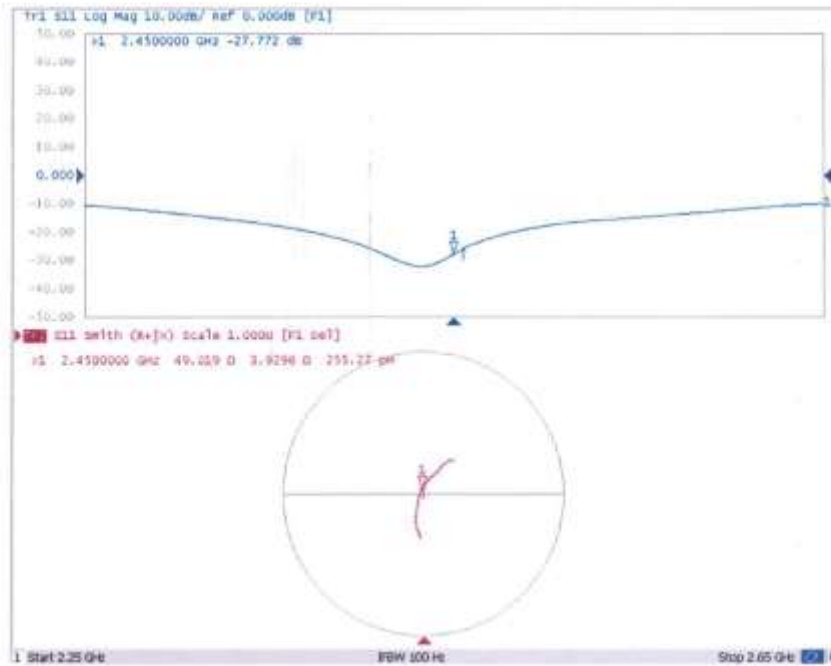 Tr1 S11 Log Mag 10.00dB/ Ref 0.000dB [F1]
50.00
>1 2.4500000 GHz -27.772 dB
40.00
30.00
20.00
10.00
0.000
-10.00
-20.00
1
-30.00
-40.00
-50.00
S11 Smith (R+jX) Scale 1.000U [F1 Del]
>1 2.4500000 GHz 49.019 Ω 3.9296 Ω 255.27 pH
1
1 Start 2.25 GHz IFBW 100 Hz Stop 2.65 GHz